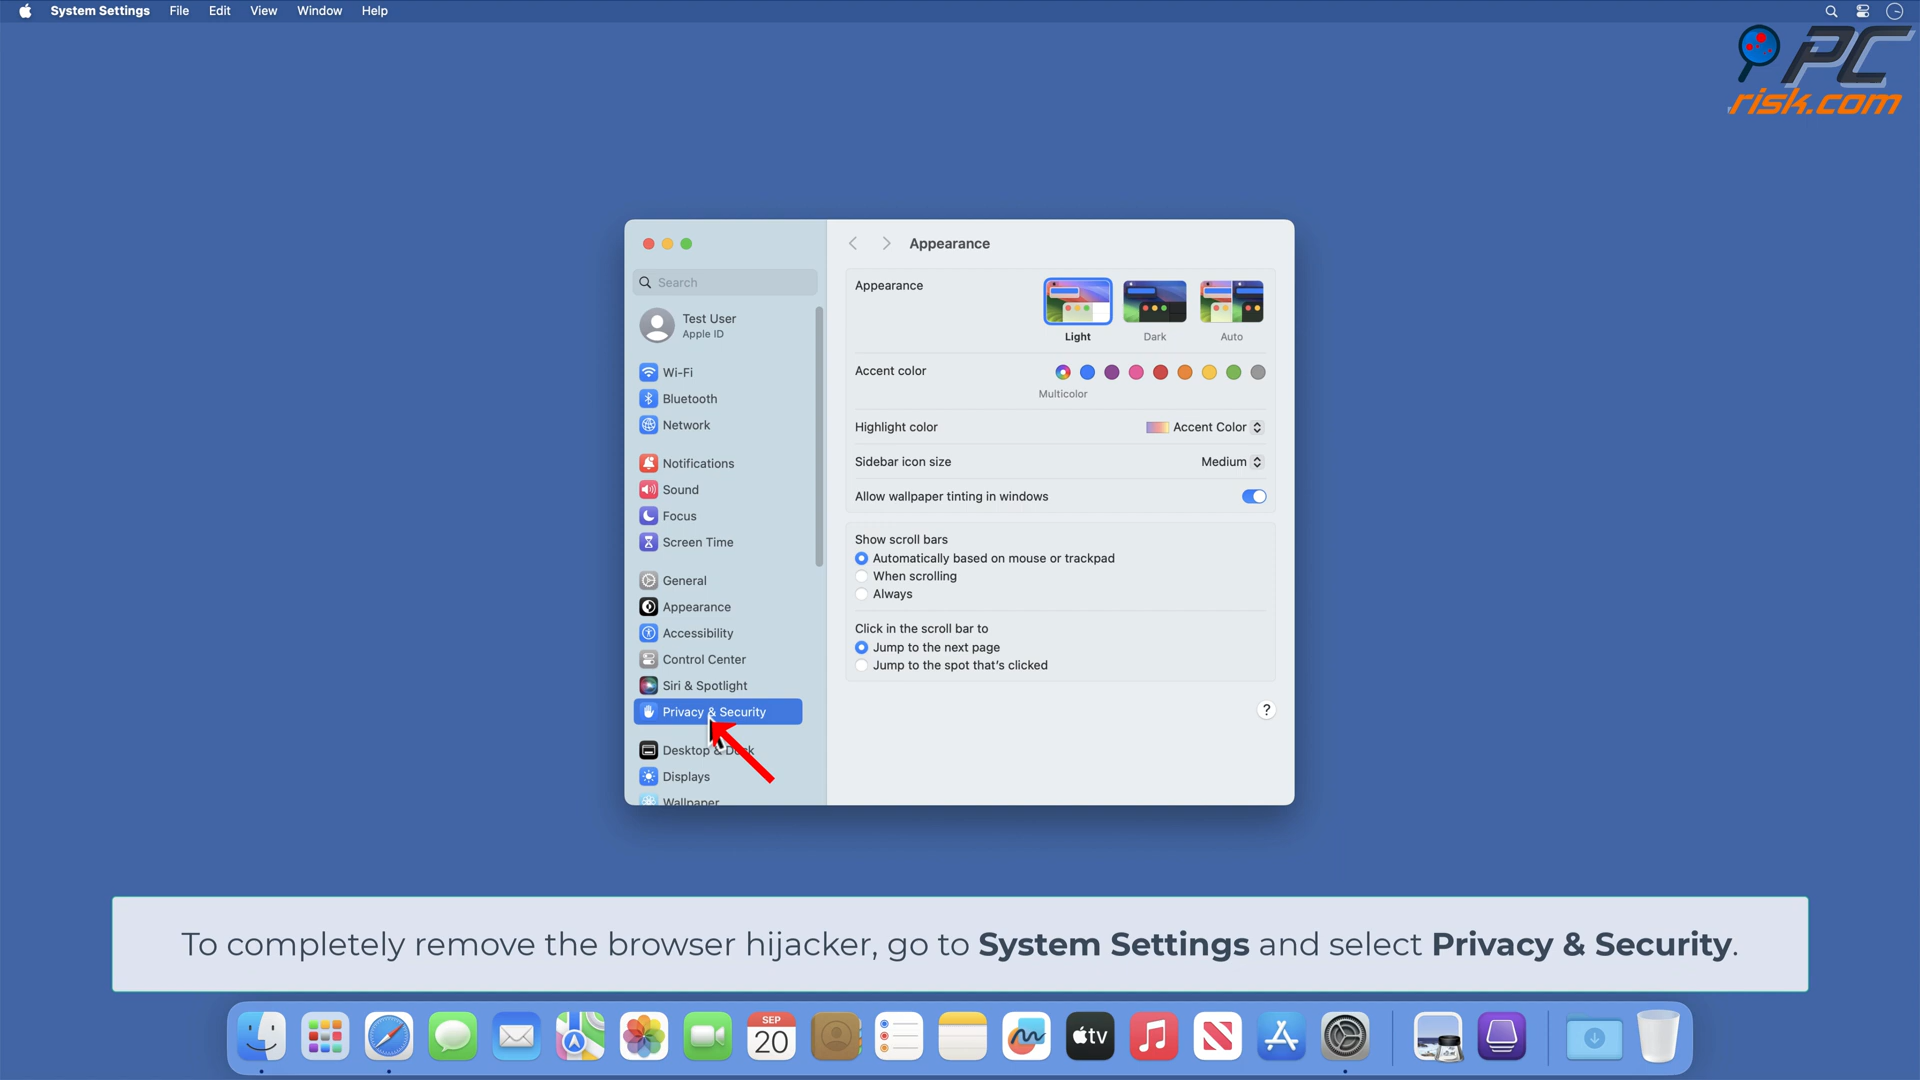 System Settings File Edit View Window Help
PC
risk.com
Appearance
Search
Test User
Apple ID
Wi-Fi
Bluetooth
Network
Notifications
Sound
Focus
Screen Time
General
Appearance
Accessibility
Control Center
Siri & Spotlight
Privacy & Security
Desktop & Dock
Displays
Wallpaper
Appearance
Light Dark Auto
Accent color
Multicolor
Highlight color Accent Color
Sidebar icon size Medium
Allow wallpaper tinting in windows
Show scroll bars
Automatically based on mouse or trackpad
When scrolling
Always
Click in the scroll bar to
Jump to the next page
Jump to the spot that's clicked
?
To completely remove the browser hijacker, go to System Settings and select Privacy & Security.
SEP
20
tv